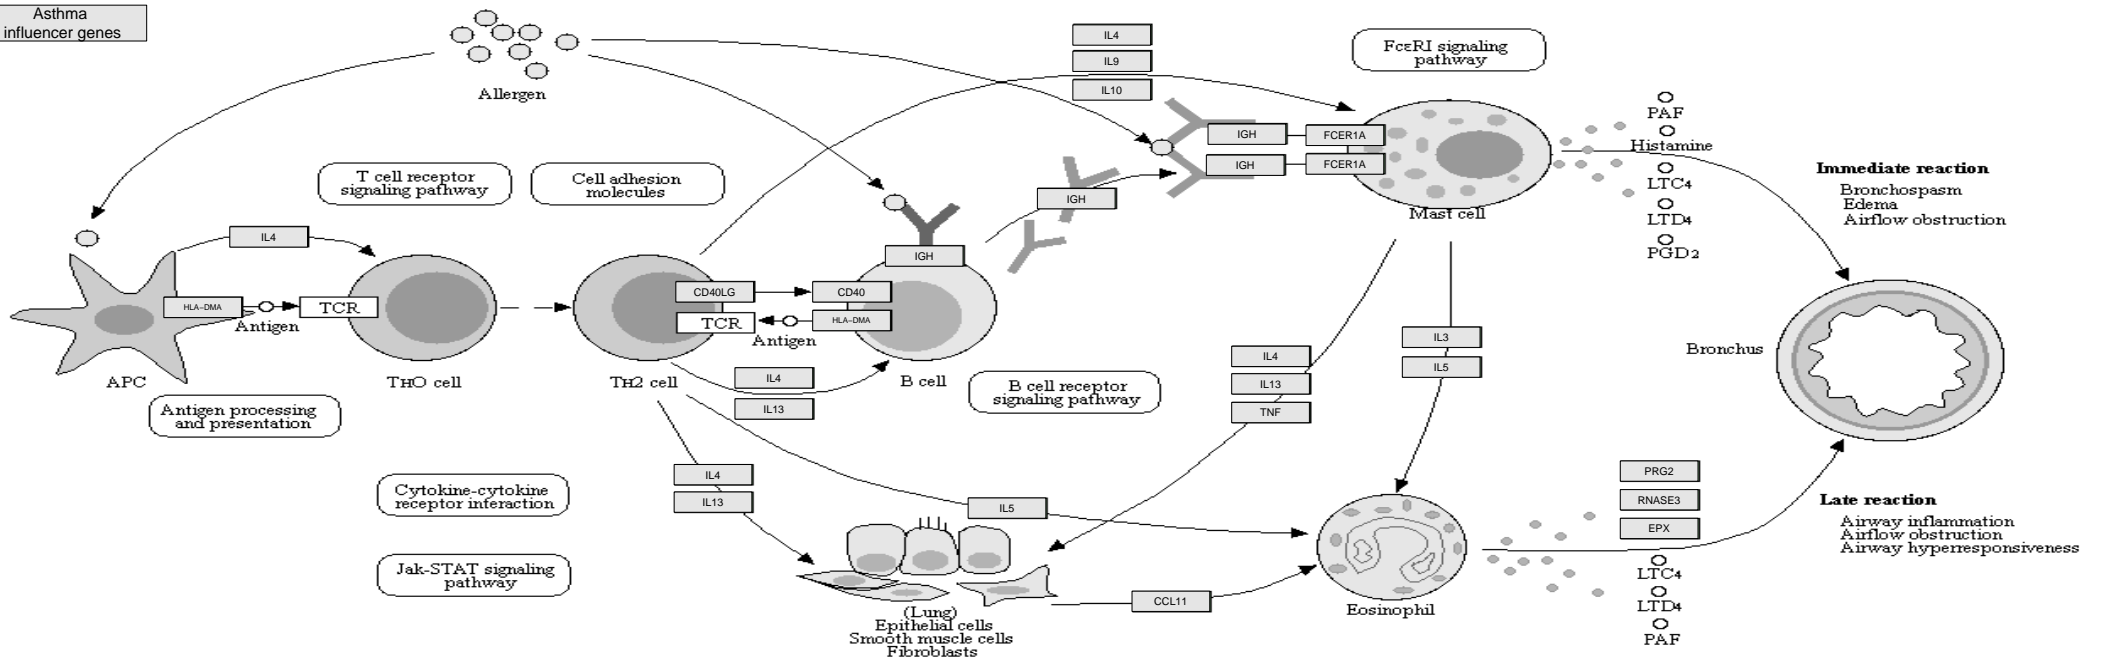 Asthma
influencer genes
Allergen
IL4
IL9
IL10
FcεRI signaling
pathway
IGH
FCER1A
IGH
FCER1A
Mast cell
PAF
Histamine
LTC4
LTD4
PGD2
Immediate reaction
Bronchospasm
Edema
Airflow obstruction
T cell receptor
signaling pathway
Cell adhesion
molecules
IGH
IL4
IGH
HLA-DMA
Antigen
TCR
APC
TH0 cell
CD40LG
CD40
TCR
HLA-DMA
Antigen
TH2 cell
B cell
IL4
IL13
Antigen processing
and presentation
B cell receptor
signaling pathway
IL4
IL13
TNF
IL3
IL5
Bronchus
Cytokine-cytokine
receptor inferaction
IL4
IL13
IL5
Jak-STAT signaling
pathway
(Lung)
Epithelial cells
Smooth muscle cells
Fibroblasts
CCL11
Eosinophil
PRG2
RNASE3
EPX
LTC4
LTD4
PAF
Late reaction
Airway inflammation
Airflow obstruction
Airway hyperresponsiveness